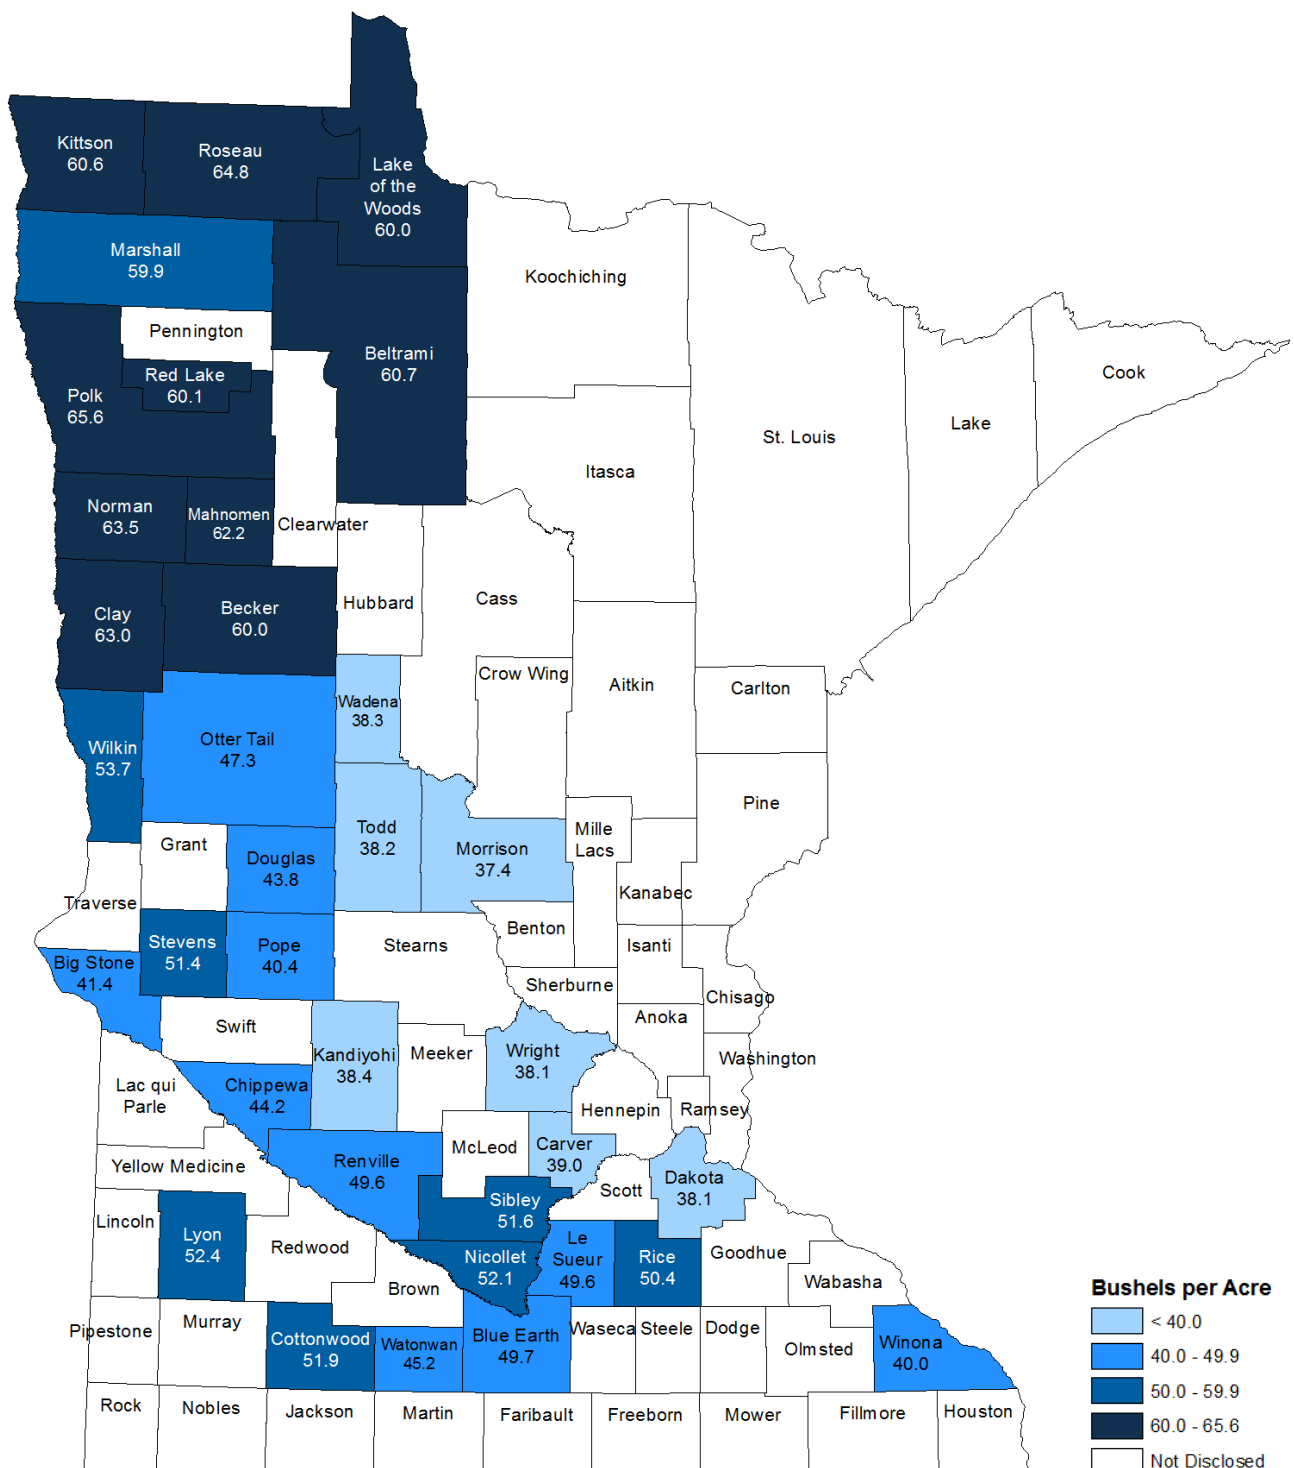 Kittson
60.6
Roseau
64.8
Lake
of the
Woods
60.0
Marshall
59.9
Koochiching
Pennington
Beltrami
60.7
Red Lake
60.1
Polk
65.6
Cook
Lake
St. Louis
Itasca
Norman
63.5
Mahnomen
62.2
Clearwater
Clay
63.0
Becker
60.0
Hubbard
Cass
Crow Wing
Aitkin
Carlton
Wadena
38.3
Otter Tail
47.3
Wilkin
53.7
Pine
Todd
38.2
Morrison
37.4
Mille
Lacs
Grant
Douglas
43.8
Kanabec
Traverse
Benton
Stevens
51.4
Pope
40.4
Stearns
Isanti
Big Stone
41.4
Sherburne
Chisago
Swift
Anoka
Kandiyohi
38.4
Meeker
Wright
38.1
Washington
Lac qui
Parle
Chippewa
44.2
Hennepin
Ramsey
McLeod
Carver
39.0
Yellow Medicine
Renville
49.6
Dakota
38.1
Scott
Sibley
51.6
Lincoln
Lyon
52.4
Redwood
Nicollet
52.1
Le
Sueur
49.6
Rice
50.4
Goodhue
Wabasha
Brown
Pipestone
Murray
Cottonwood
51.9
Watonwan
45.2
Blue Earth
49.7
Waseca
Steele
Dodge
Olmsted
Winona
40.0
Rock
Nobles
Jackson
Martin
Faribault
Freeborn
Mower
Fillmore
Houston
Bushels per Acre
< 40.0
40.0 - 49.9
50.0 - 59.9
60.0 - 65.6
Not Disclosed